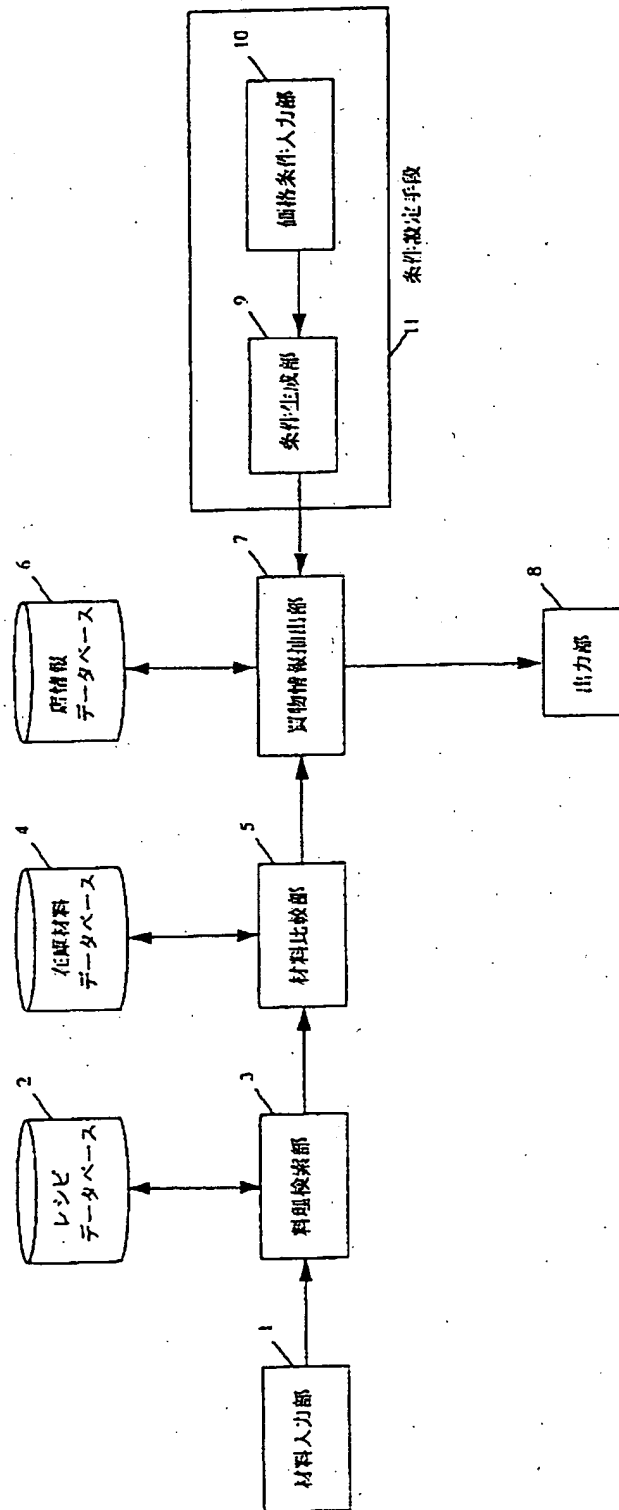 1
材料入力部
2
レシピ
データベース
3
料理検索部
4
在庫材料
データベース
5
材料比較部
6
店情報
データベース
7
買物情報抽出部
8
出力部
9
条件生成部
10
価格条件入力部
11
条件設定手段